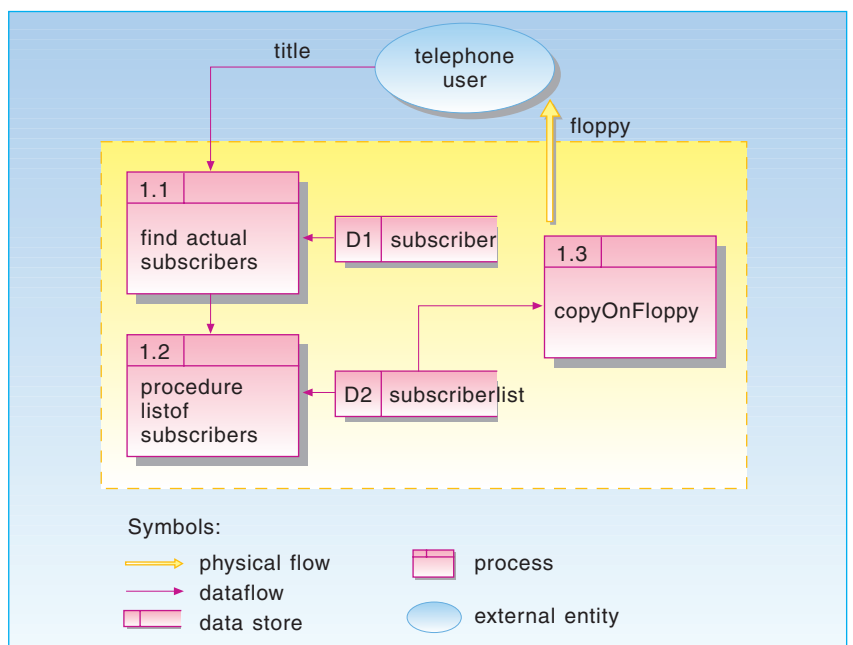 title
telephone
user
floppy
1.1
find actual
subscribers
D1 subscriber
1.3
copyOnFloppy
1.2
procedure
listof
subscribers
D2 subscriberlist
Symbols:
physical flow
process
dataflow
data store
external entity